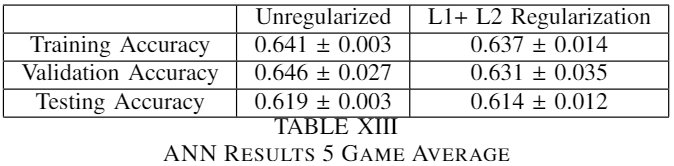 Unregularized L1+ L2 Regularization
Training Accuracy 0.641 ± 0.003 0.637 ± 0.014
Validation Accuracy 0.646 ± 0.027 0.631 ± 0.035
Testing Accuracy 0.619 ± 0.003 0.614 ± 0.012
TABLE XIII
ANN RESULTS 5 GAME AVERAGE